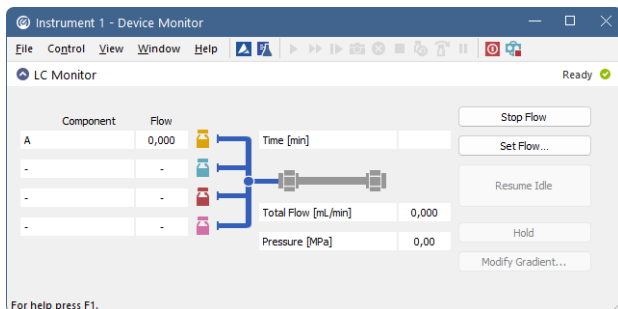 Instrument 1 - Device Monitor
File Control View Window Help
LC Monitor Ready
Component Flow
Stop Flow
A 0,000 Time [min]
Set Flow...
- -
Resume Idle
- -
Total Flow [mL/min] 0,000
- -
Hold
Pressure [MPa] 0,00
Modify Gradient...
For help press F1.